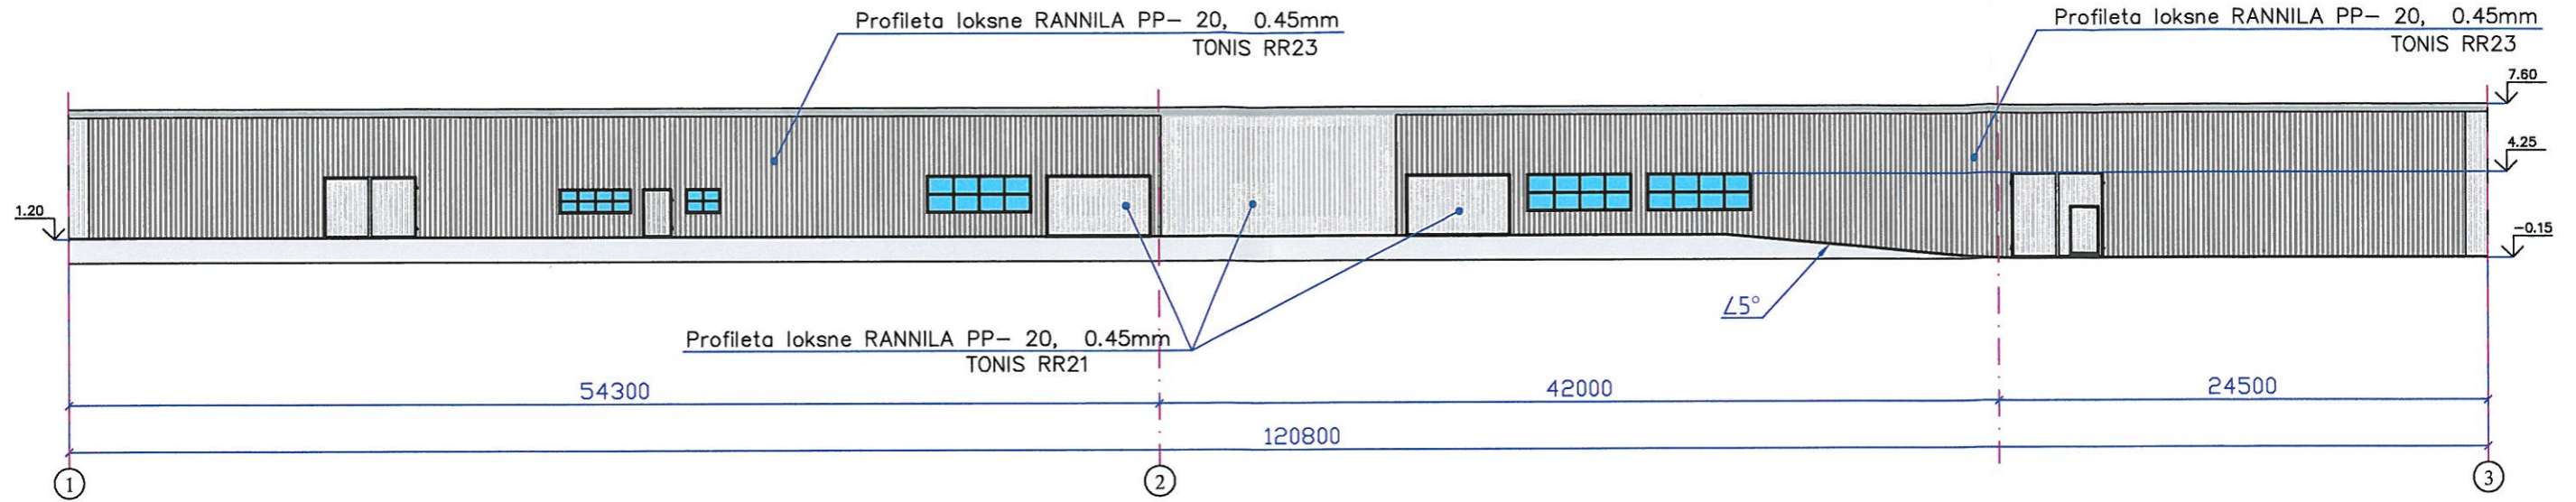 Profileta loksne RANNILA PP- 20, 0.45mm
TONIS RR23
Profileta loksne RANNILA PP- 20, 0.45mm
TONIS RR23
7.60
4.25
1.20
-0.15
∠5°
Profileta loksne RANNILA PP- 20, 0.45mm
TONIS RR21
54300
42000
24500
120800
1
2
3